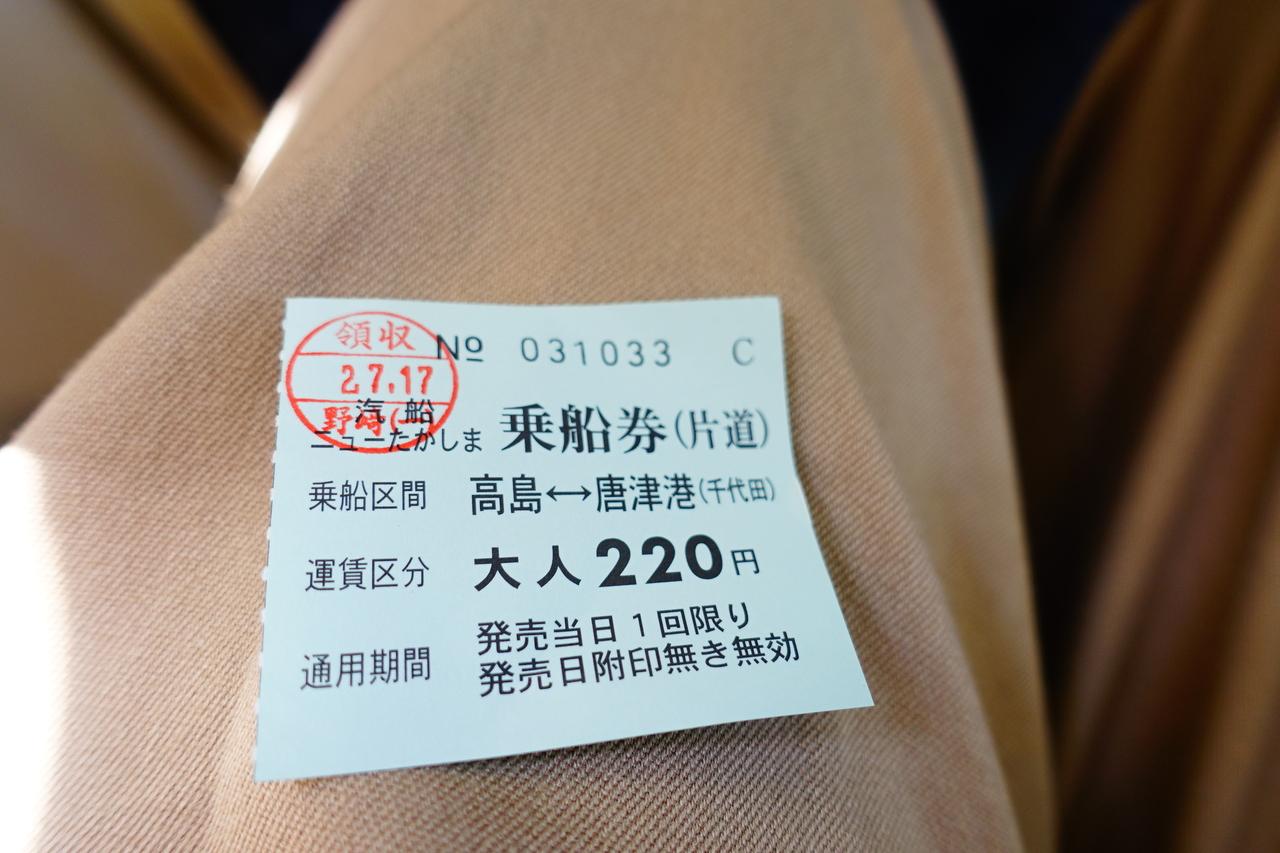 領収
27.17
野崎(一)
No 031033 C
汽船
ニューたかしま 乗船券(片道)
乗船区間 高島↔唐津港(千代田)
運賃区分 大人220円
通用期間 発売当日1回限り
発売日附印無き無効